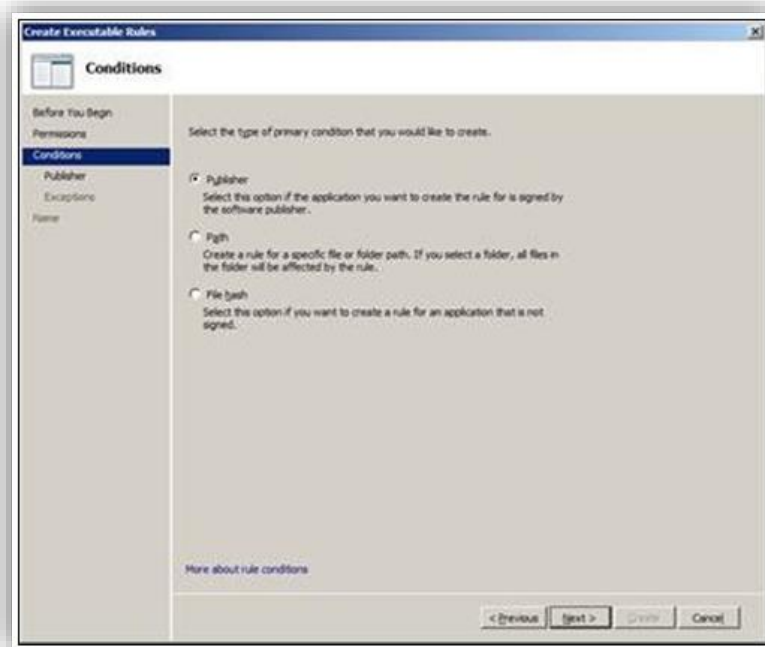 Create Executable Rules
Conditions
Before You Begin
Permissions
Conditions
Publisher
Exceptions
Name
Select the type of primary condition that you would like to create.
Publisher
Select this option if the application you want to create the rule for is signed by
the software publisher.
Path
Create a rule for a specific file or folder path. If you select a folder, all files in
the folder will be affected by the rule.
File hash
Select this option if you want to create a rule for an application that is not
signed.
More about rule conditions
< Previous Next > Create Cancel